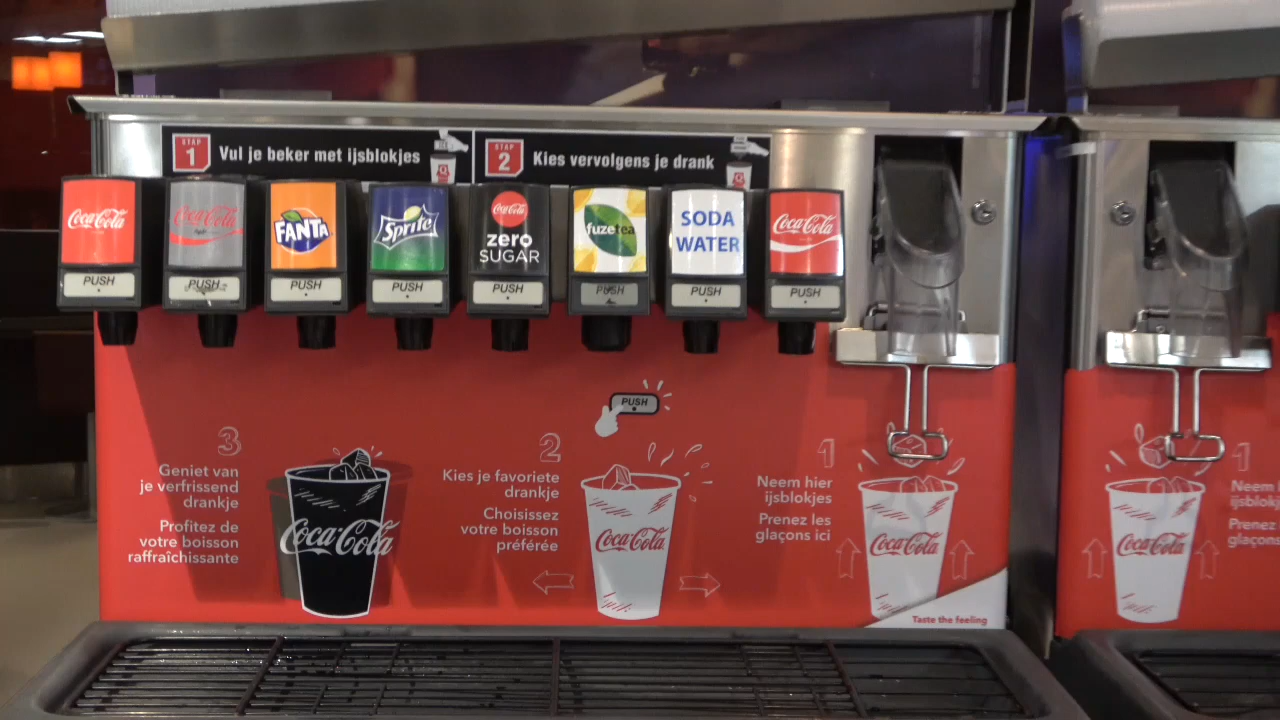 STAP
1
Vul je beker met ijsblokjes
STAP
2
Kies vervolgens je drank
Coca-Cola
PUSH
Coca-Cola
light
PUSH
FANTA
PUSH
Sprite
PUSH
Coca-Cola
zero
SUGAR
PUSH
fuzetea
PUSH
SODA
WATER
PUSH
Coca-Cola
PUSH
PUSH
3
Geniet van
je verfrissend
drankje
Profitez de
votre boisson
raffraîchissante
Coca-Cola
2
Kies je favoriete
drankje
Choisissez
votre boisson
préférée
Coca-Cola
1
Neem hier
ijsblokjes
Prenez les
glaçons ici
Coca-Cola
Taste the feeling
Coca-Cola
1
Neem
ijsblok
Prenez
glaçons